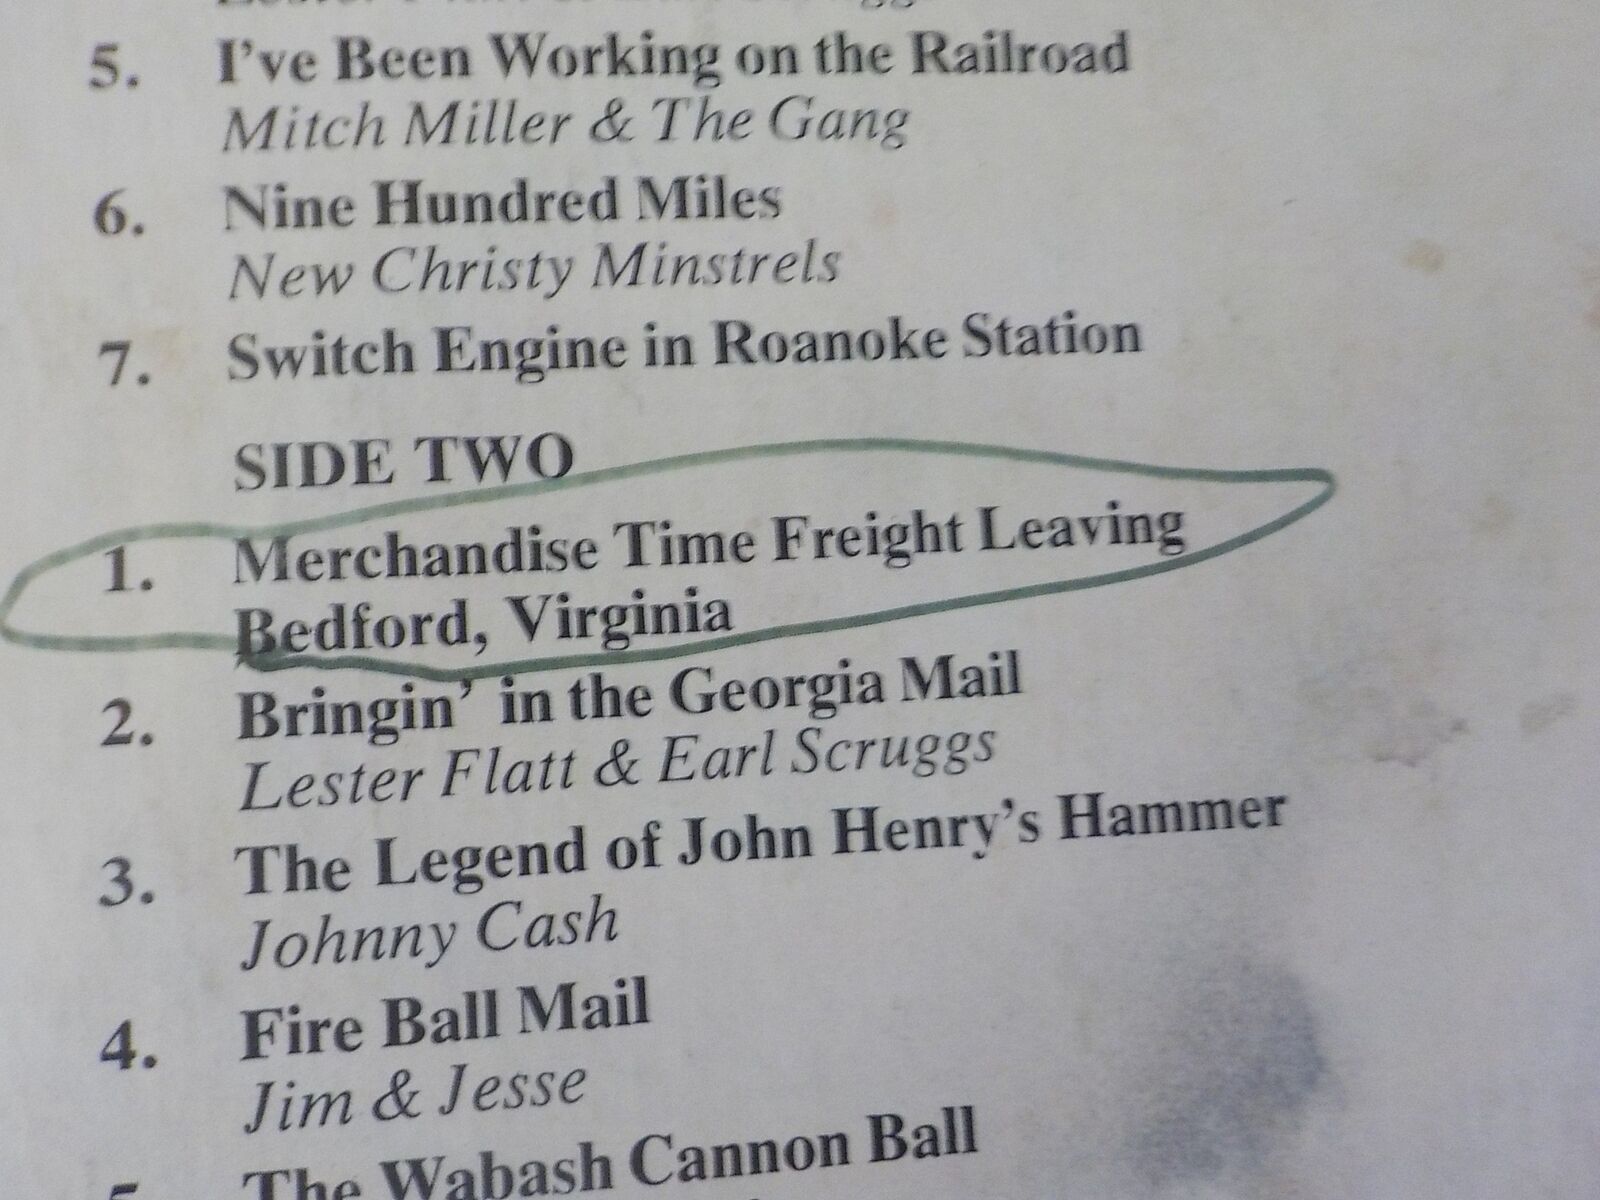 5. I've Been Working on the Railroad
Mitch Miller & The Gang
6. Nine Hundred Miles
New Christy Minstrels
7. Switch Engine in Roanoke Station
SIDE TWO
1. Merchandise Time Freight Leaving
Bedford, Virginia
2. Bringin' in the Georgia Mail
Lester Flatt & Earl Scruggs
3. The Legend of John Henry's Hammer
Johnny Cash
4. Fire Ball Mail
Jim & Jesse
5. The Wabash Cannon Ball